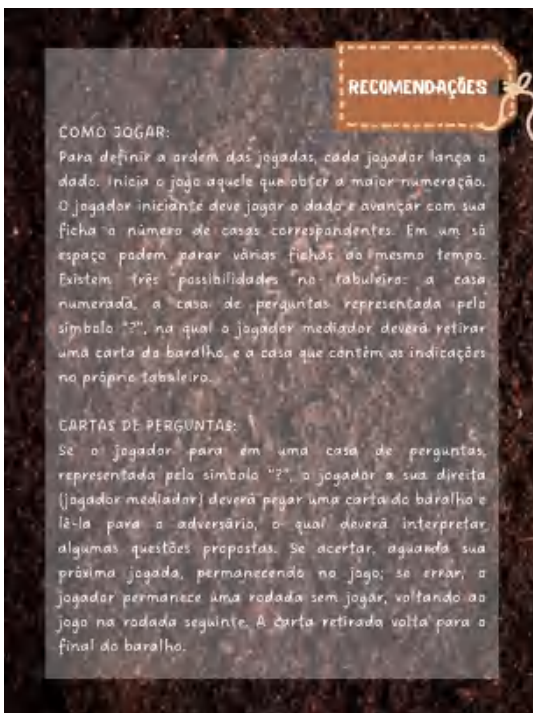 RECOMENDAÇÕES
COMO JOGAR:
Para definir a ordem das jogadas, cada jogador lança o
dado. Inicia o jogo aquele que obter a maior numeração.
O jogador iniciante deve jogar o dado e avançar com sua
ficha o número de casas correspondentes. Em um só
espaço podem parar várias fichas ao mesmo tempo.
Existem três possibilidades no tabuleiro: a casa
numerada, a casa de perguntas representada pelo
símbolo "?", na qual o jogador mediador deverá retirar
uma carta do baralho, e a casa que contém as indicações
no próprio tabuleiro.
CARTAS DE PERGUNTAS:
Se o jogador para em uma casa de perguntas,
representada pelo símbolo "?", o jogador a sua direita
(jogador mediador) deverá pegar uma carta do baralho e
lê-la para o adversário, o qual deverá interpretar
algumas questões propostas. Se acertar, aguarda sua
próxima jogada, permanecendo no jogo; se errar, o
jogador permanece uma rodada sem jogar, voltando ao
jogo na rodada seguinte. A carta retirada volta para o
final do baralho.